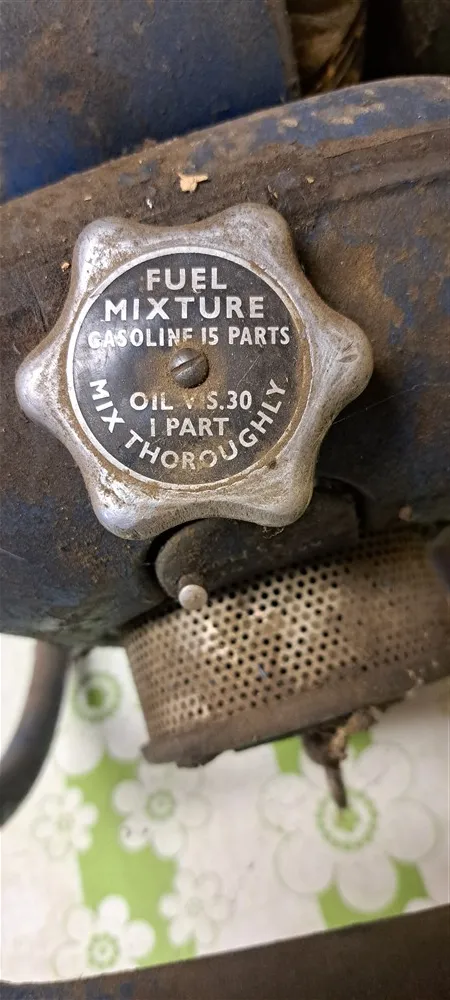 FUEL
MIXTURE
GASOLINE 15 PARTS
OIL VIS.30
1 PART
MIX THOROUGHLY